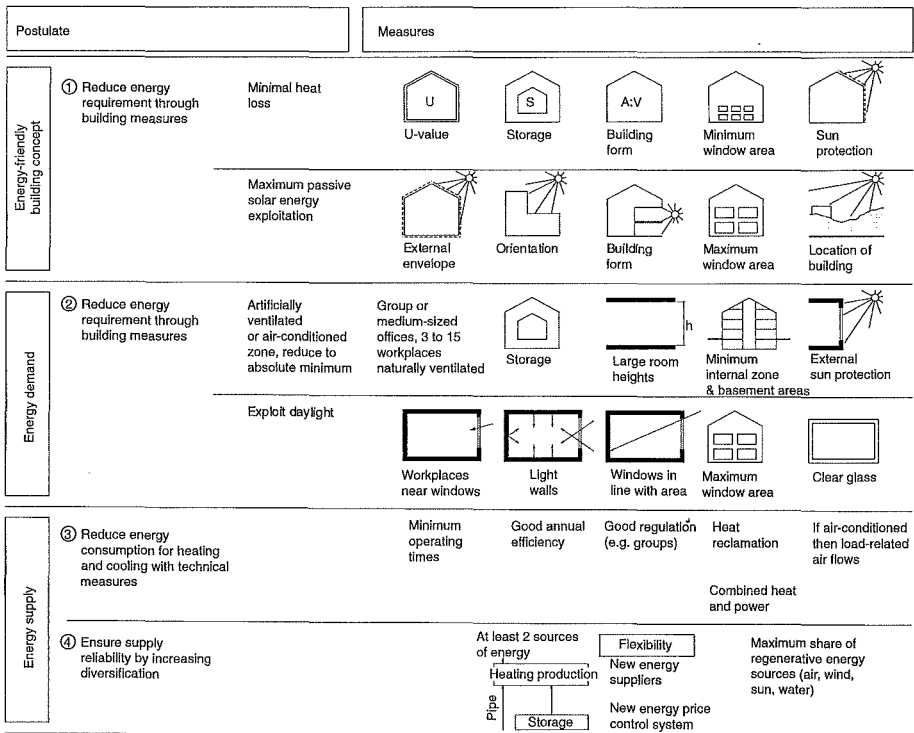 Postulate
Measures
Energy-friendly
building concept
① Reduce energy
requirement through
building measures
Minimal heat
loss
U
U-value
S
Storage
A:V
Building
form
Minimum
window area
Sun
protection
Maximum passive
solar energy
exploitation
External
envelope
Orientation
Building
form
Maximum
window area
Location of
building
Energy demand
② Reduce energy
requirement through
building measures
Artificially
ventilated
or air-conditioned
zone, reduce to
absolute minimum
Group or
medium-sized
offices, 3 to 15
workplaces
naturally ventilated
Storage
h
Large room
heights
Minimum
internal zone
& basement areas
External
sun protection
Exploit daylight
Workplaces
near windows
Light
walls
Windows in
line with area
Maximum
window area
Clear glass
Energy supply
③ Reduce energy
consumption for heating
and cooling with technical
measures
Minimum
operating
times
Good annual
efficiency
Good regulation
(e.g. groups)
Heat
reclamation
Combined heat
and power
If air-conditioned
then load-related
air flows
④ Ensure supply
reliability by increasing
diversification
At least 2 sources
of energy
Heating production
Pipe
Storage
Flexibility
New energy
suppliers
New energy price
control system
Maximum share of
regenerative energy
sources (air, wind,
sun, water)